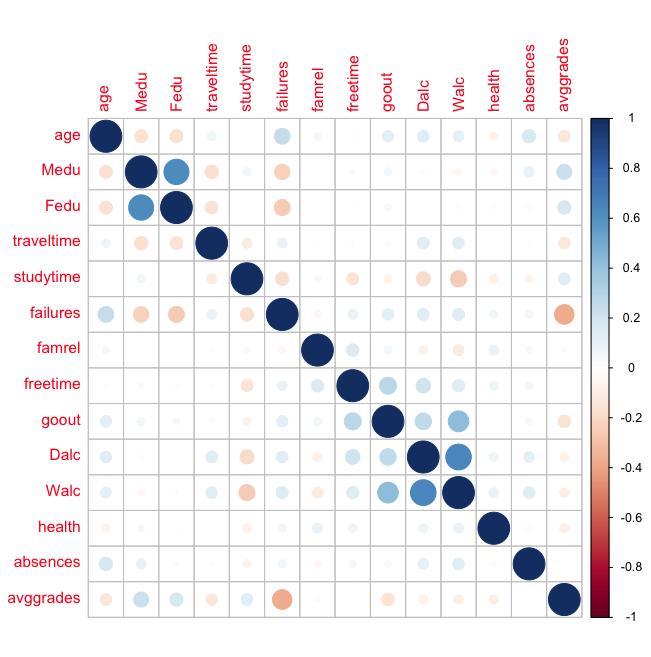 age Medu Fedu traveltime studytime failures famrel freetime goout Dalc Walc health absences avggrades
age
Medu
Fedu
traveltime
studytime
failures
famrel
freetime
goout
Dalc
Walc
health
absences
avggrades
1
0.8
0.6
0.4
0.2
0
-0.2
-0.4
-0.6
-0.8
-1